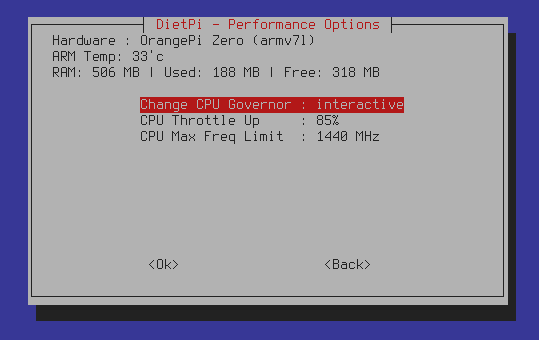 DietPi - Performance Options
Hardware : OrangePi Zero (armv7l)
ARM Temp: 33'c
RAM: 506 MB | Used: 188 MB | Free: 318 MB
Change CPU Governor : interactive
CPU Throttle Up : 85%
CPU Max Freq Limit : 1440 MHz
<Ok> <Back>